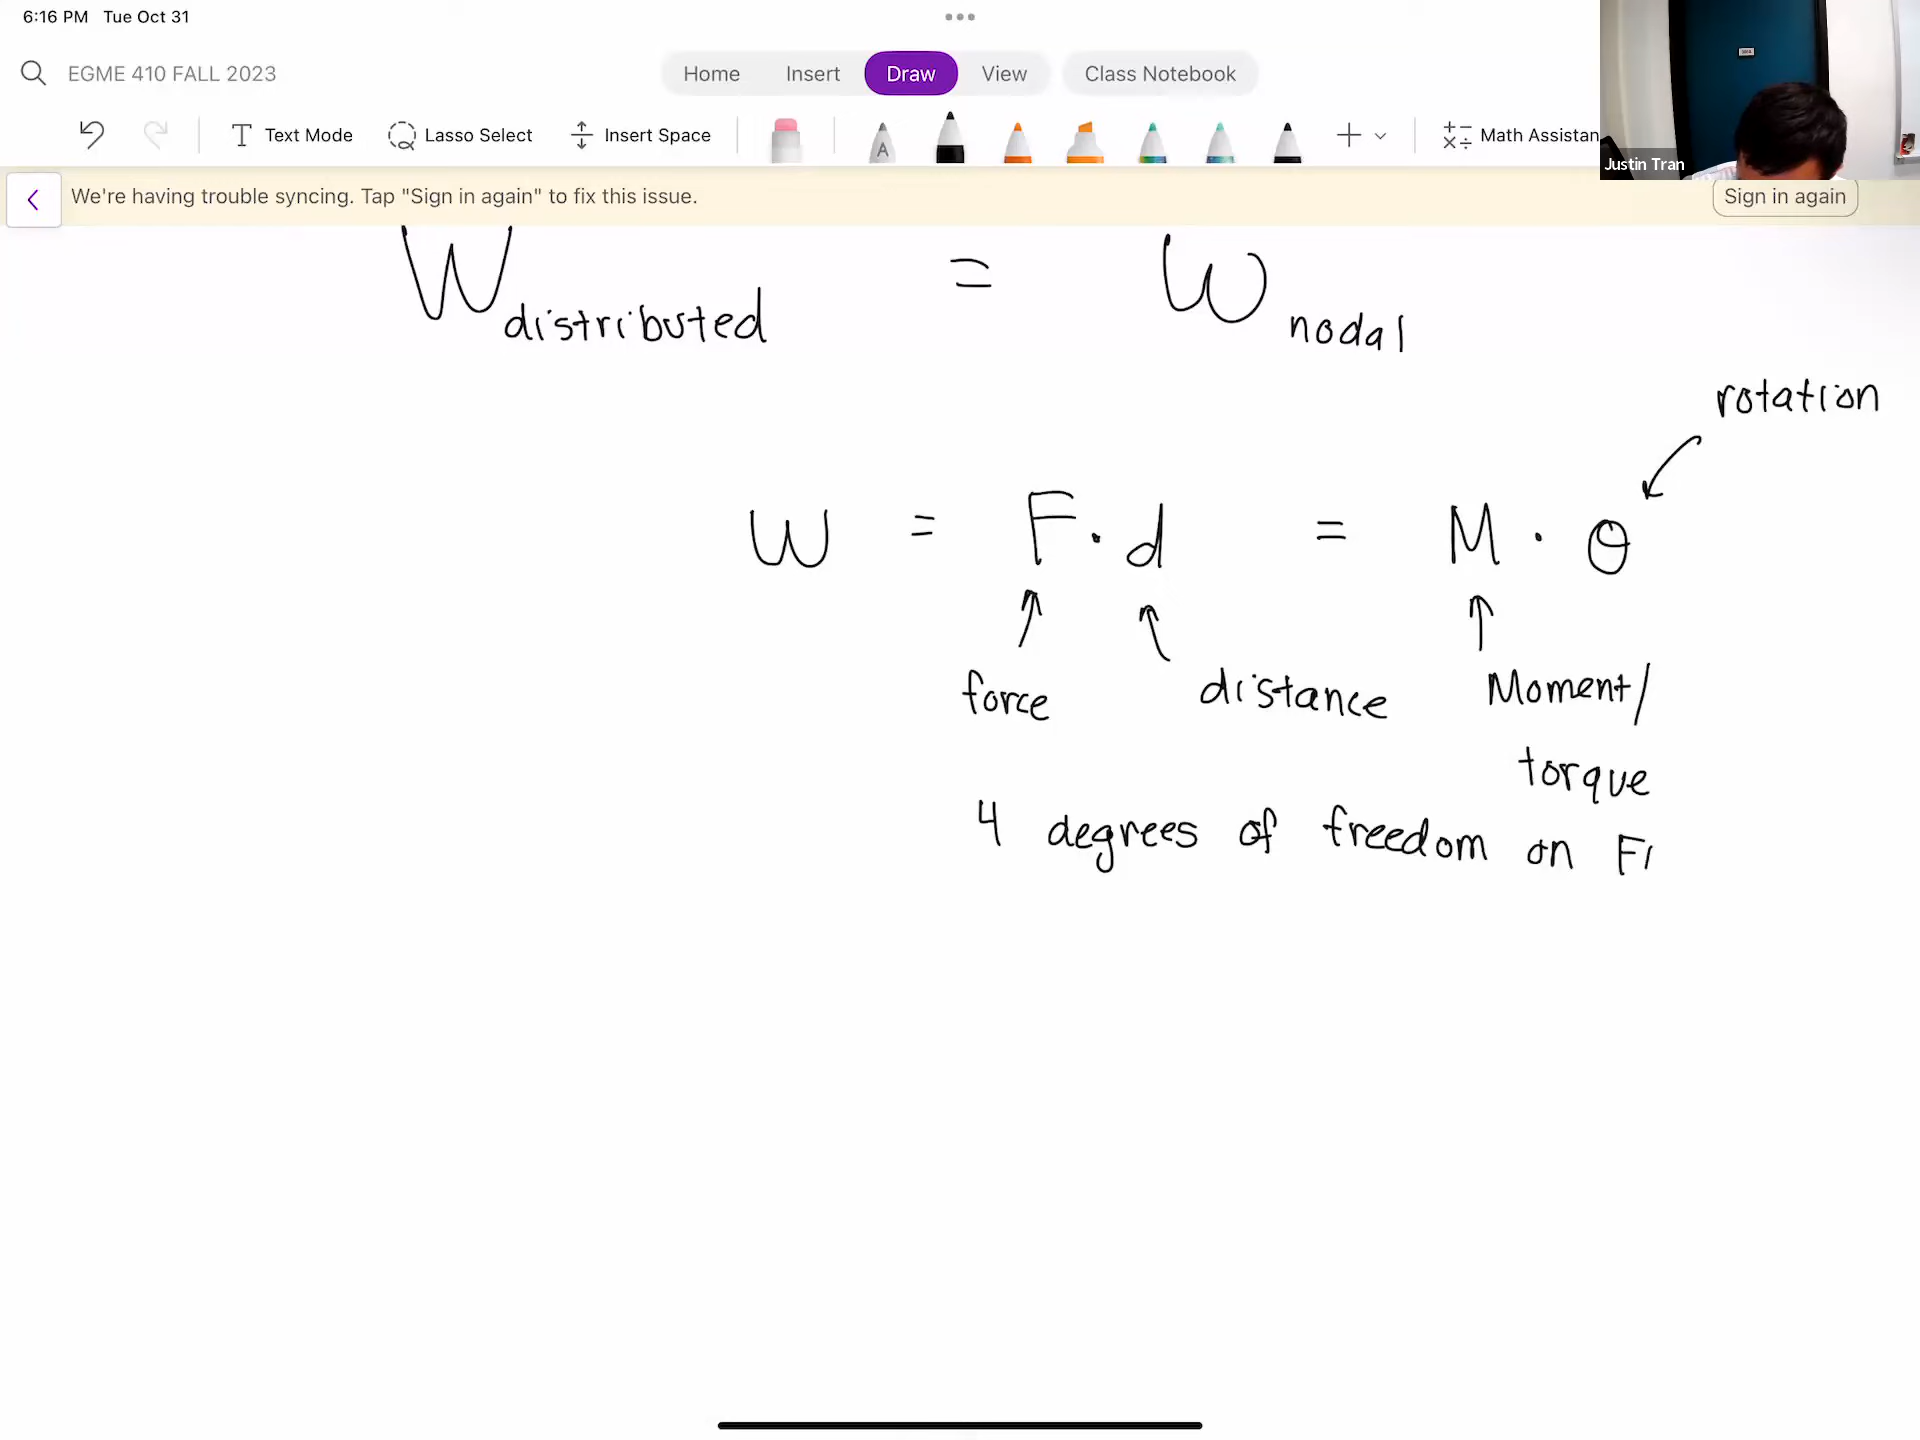 6:16 PM Tue Oct 31
EGME 410 FALL 2023
Home Insert Draw View Class Notebook
Text Mode Lasso Select Insert Space A Math Assistan
Justin Tran
We're having trouble syncing. Tap "Sign in again" to fix this issue.
Sign in again
W distributed = W nodal
rotation
W = F · d = M · θ
force distance Moment/
torque
4 degrees of freedom on